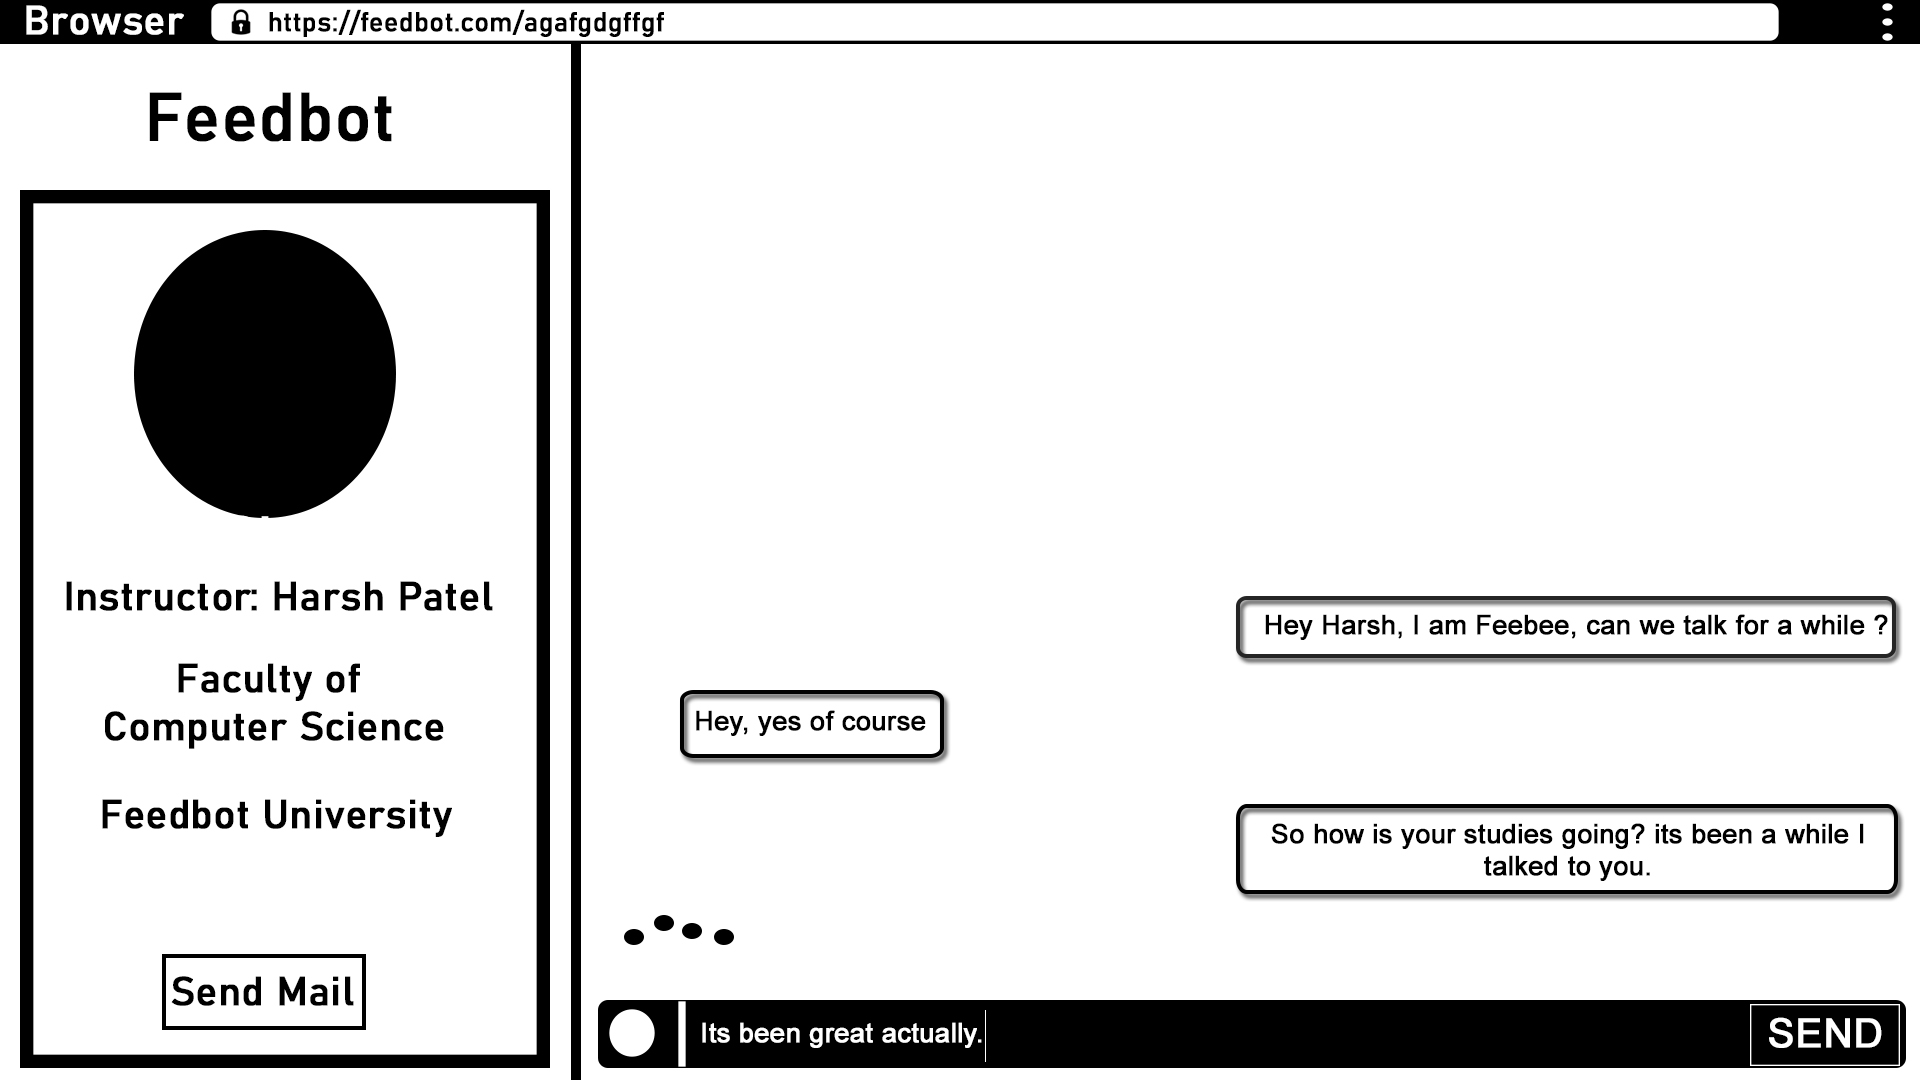 Browser
https://feedbot.com/agafgdgffgf
Feedbot
Instructor: Harsh Patel
Faculty of
Computer Science
Feedbot University
Send Mail
Hey Harsh, I am Feebee, can we talk for a while ?
Hey, yes of course
So how is your studies going? its been a while I
talked to you.
Its been great actually.
SEND